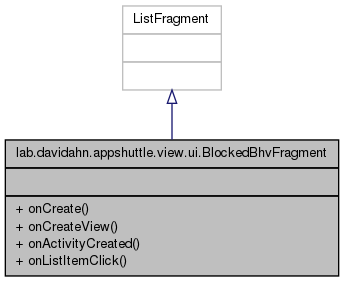 ListFragment
lab.davidahn.appshuttle.view.ui.BlockedBhvFragment
+ onCreate()
+ onCreateView()
+ onActivityCreated()
+ onListItemClick()